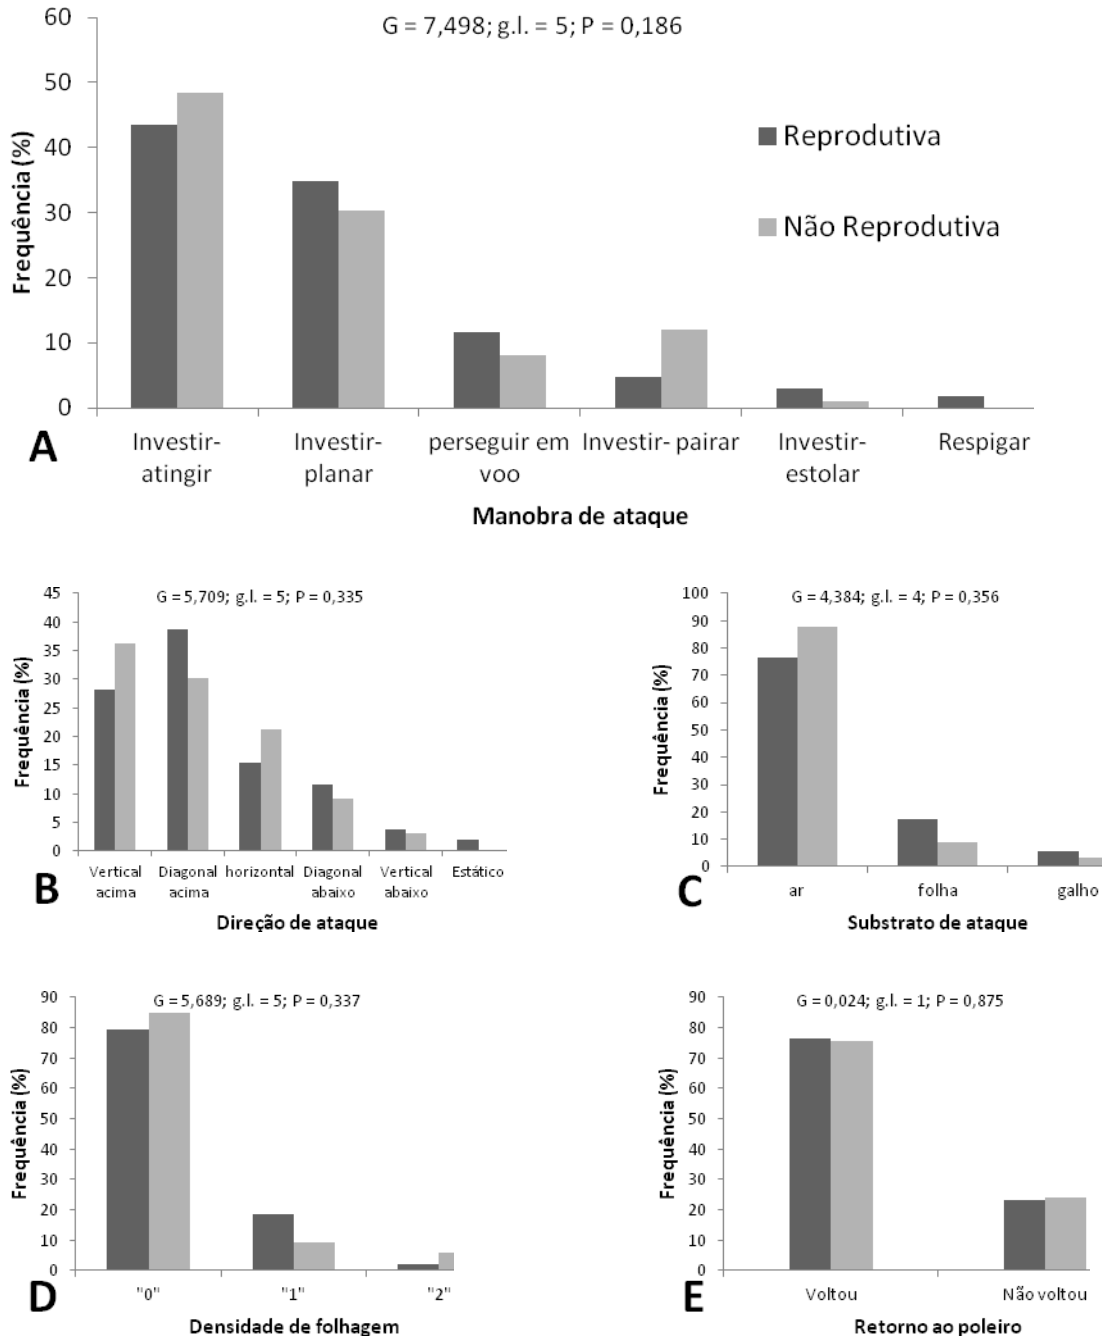 60
50
40
30
20
10
0
Frequência (%)
G = 7,498; g.l. = 5; P = 0,186
Reprodutiva
Não Reprodutiva
Investir-
atingir
Investir-
planar
perseguir em
voo
Investir- pairar
Investir-
estolar
Respigar
A
Manobra de ataque
45
40
35
30
25
20
15
10
5
0
Frequência (%)
G = 5,709; g.l. = 5; P = 0,335
Vertical
acima
Diagonal
acima
horizontal
Diagonal
abaixo
Vertical
abaixo
Estático
B
Direção de ataque
100
90
80
70
60
50
40
30
20
10
0
Frequência (%)
G = 4,384; g.l. = 4; P = 0,356
ar
folha
galho
C
Substrato de ataque
90
80
70
60
50
40
30
20
10
0
Frequência (%)
G = 5,689; g.l. = 5; P = 0,337
"0"
"1"
"2"
D
Densidade de folhagem
90
80
70
60
50
40
30
20
10
0
Frequência (%)
G = 0,024; g.l. = 1; P = 0,875
Voltou
Não voltou
E
Retorno ao poleiro